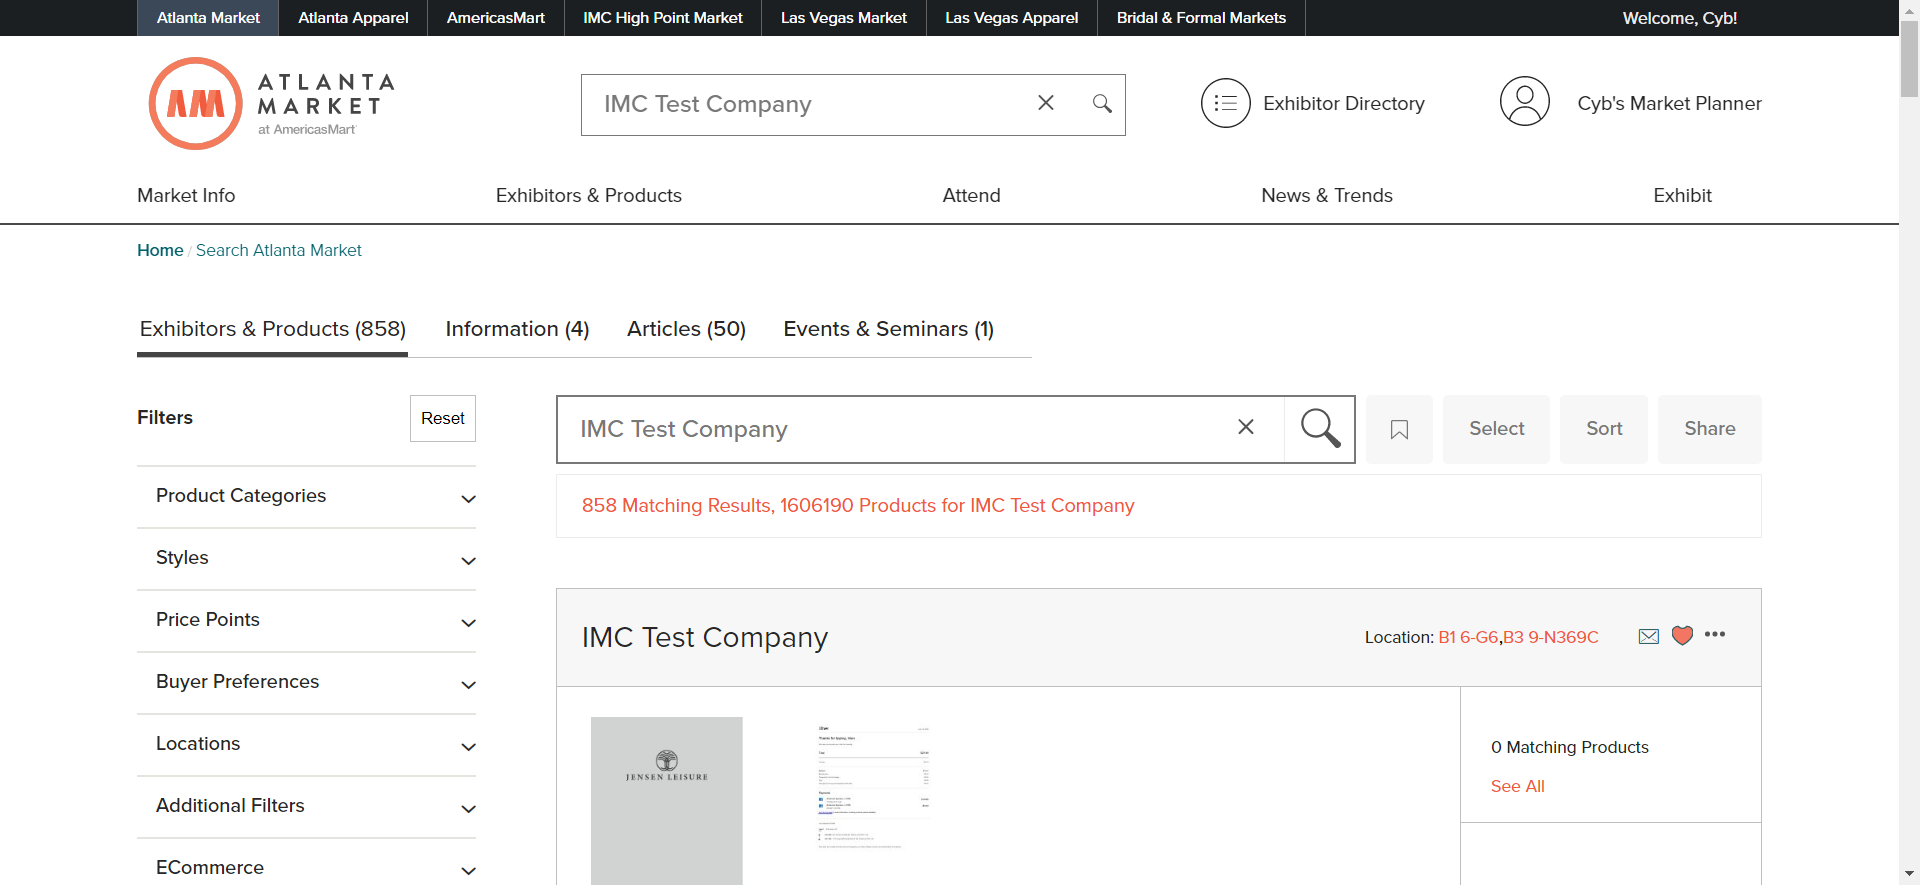 Atlanta Market
Atlanta Apparel
AmericasMart
IMC High Point Market
Las Vegas Market
Las Vegas Apparel
Bridal & Formal Markets
Welcome, Cyb!
AM
ATLANTA
MARKET
at AmericasMart
IMC Test Company
Exhibitor Directory
Cyb's Market Planner
Market Info
Exhibitors & Products
Attend
News & Trends
Exhibit
Home / Search Atlanta Market
Exhibitors & Products (858)
Information (4)
Articles (50)
Events & Seminars (1)
Filters
Reset
IMC Test Company
Select
Sort
Share
858 Matching Results, 1606190 Products for IMC Test Company
Product Categories
Styles
Price Points
Buyer Preferences
Locations
Additional Filters
ECommerce
IMC Test Company
Location: B1 6-G6,B3 9-N369C
JENSEN LEISURE
0 Matching Products
See All